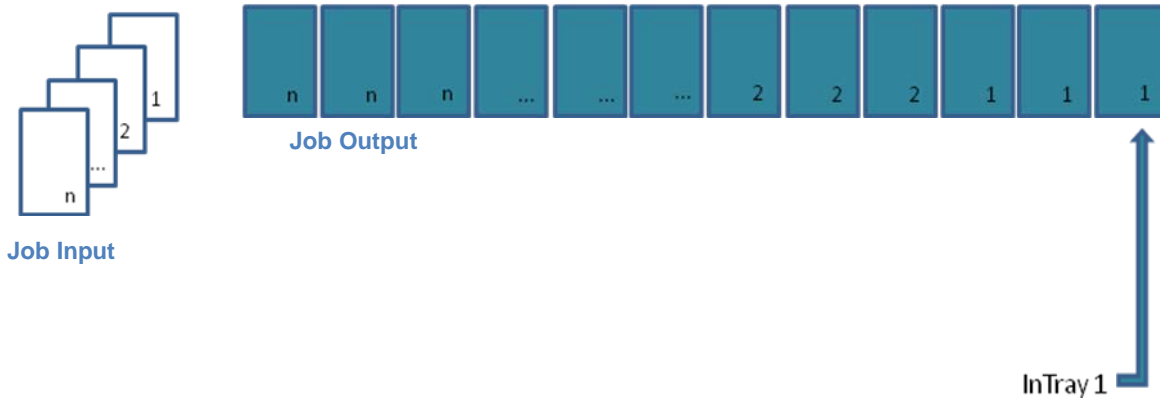 1
2
...
n
Job Input
n n n ... ... ... 2 2 2 1 1 1
Job Output
InTray 1